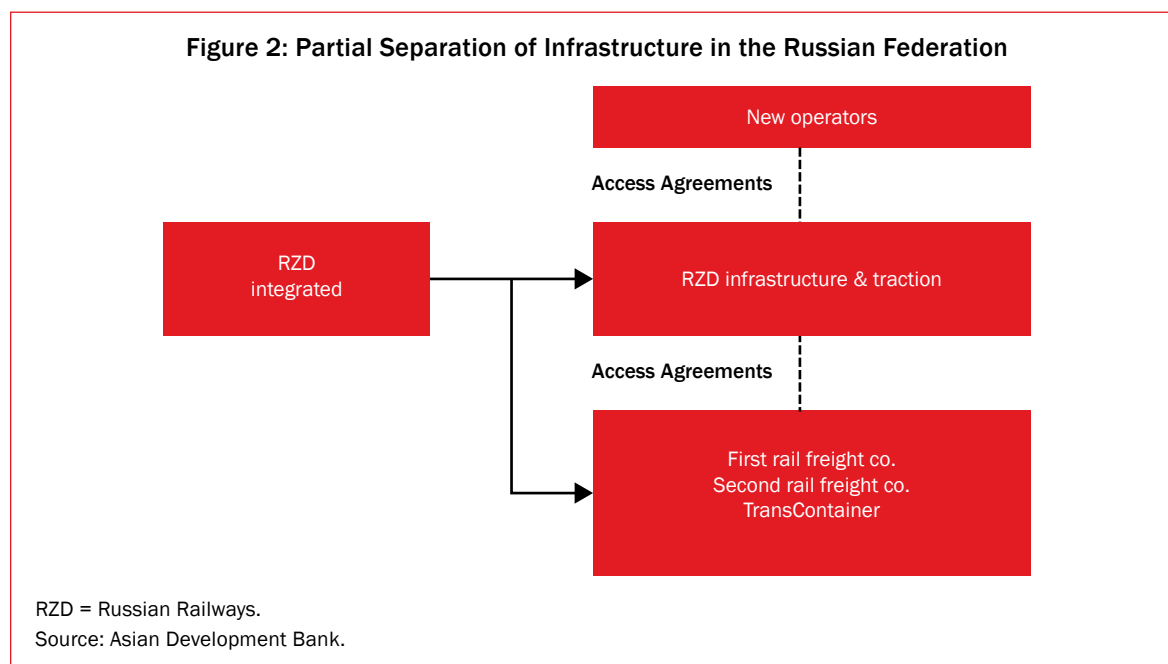 Figure 2: Partial Separation of Infrastructure in the Russian Federation
New operators
Access Agreements
RZD
integrated
RZD infrastructure & traction
Access Agreements
First rail freight co.
Second rail freight co.
TransContainer
RZD = Russian Railways.
Source: Asian Development Bank.